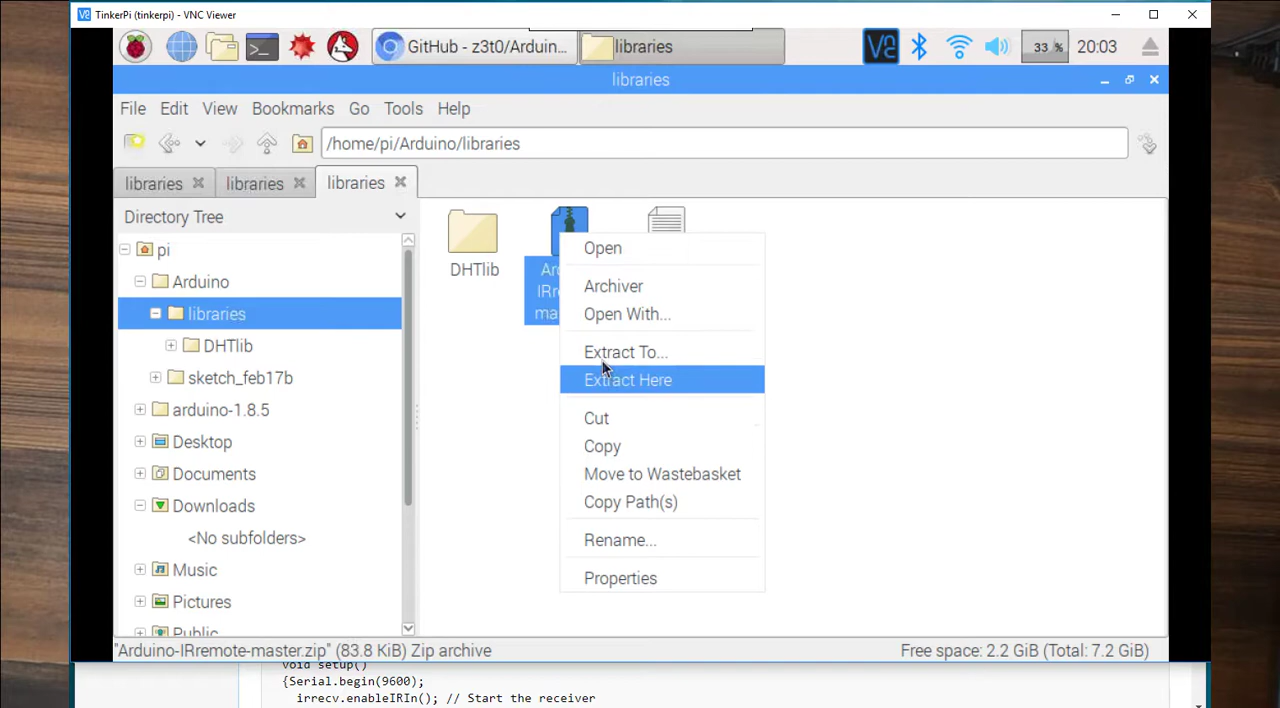 TinkerPi (tinkerpi) - VNC Viewer
GitHub - z3t0/Arduin...
libraries
33 %
20:03
libraries
File Edit View Bookmarks Go Tools Help
/home/pi/Arduino/libraries
libraries
libraries
libraries
Directory Tree
pi
Arduino
libraries
DHTlib
sketch_feb17b
arduino-1.8.5
Desktop
Documents
Downloads
<No subfolders>
Music
Pictures
Public
DHTlib
Open
Archiver
Open With...
Extract To...
Extract Here
Cut
Copy
Move to Wastebasket
Copy Path(s)
Rename...
Properties
"Arduino-IRremote-master.zip" (83.8 KiB) Zip archive
Free space: 2.2 GiB (Total: 7.2 GiB)
void setup()
{Serial.begin(9600);
irrecv.enableIRIn(); // Start the receiver